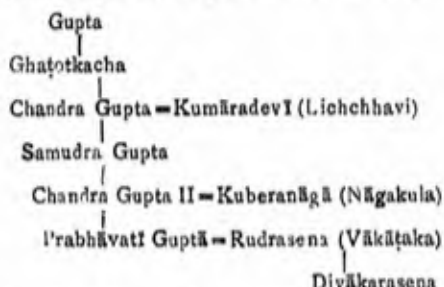 Gupta
Ghaṭotkacha
Chandra Gupta=Kumāradevī (Lichchhavi)
Samudra Gupta
Chandra Gupta II=Kuberanāgā (Nāgakula)
Prabhāvatī Guptā=Rudrasena (Vākāṭaka)
Divākarasena